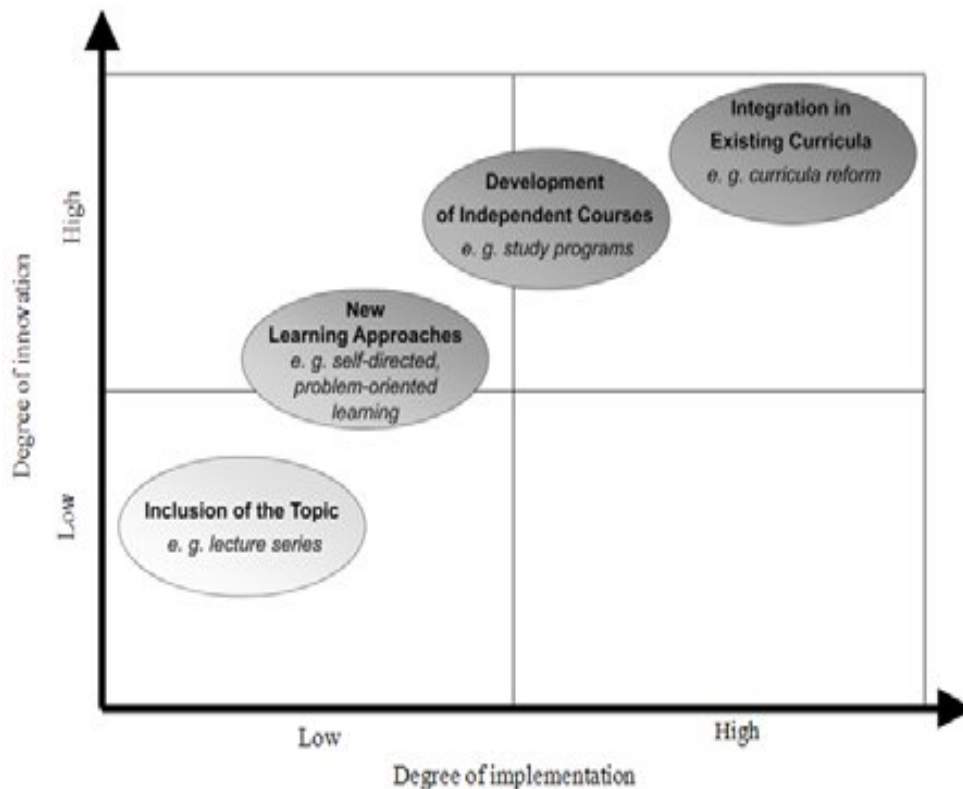 Integration in
Existing Curricula
e. g. curricula reform
Development
of Independent Courses
e. g. study programs
New
Learning Approaches
e. g. self-directed,
problem-oriented
learning
Inclusion of the Topic
e. g. lecture series
High
Low
Degree of innovation
Low
High
Degree of implementation